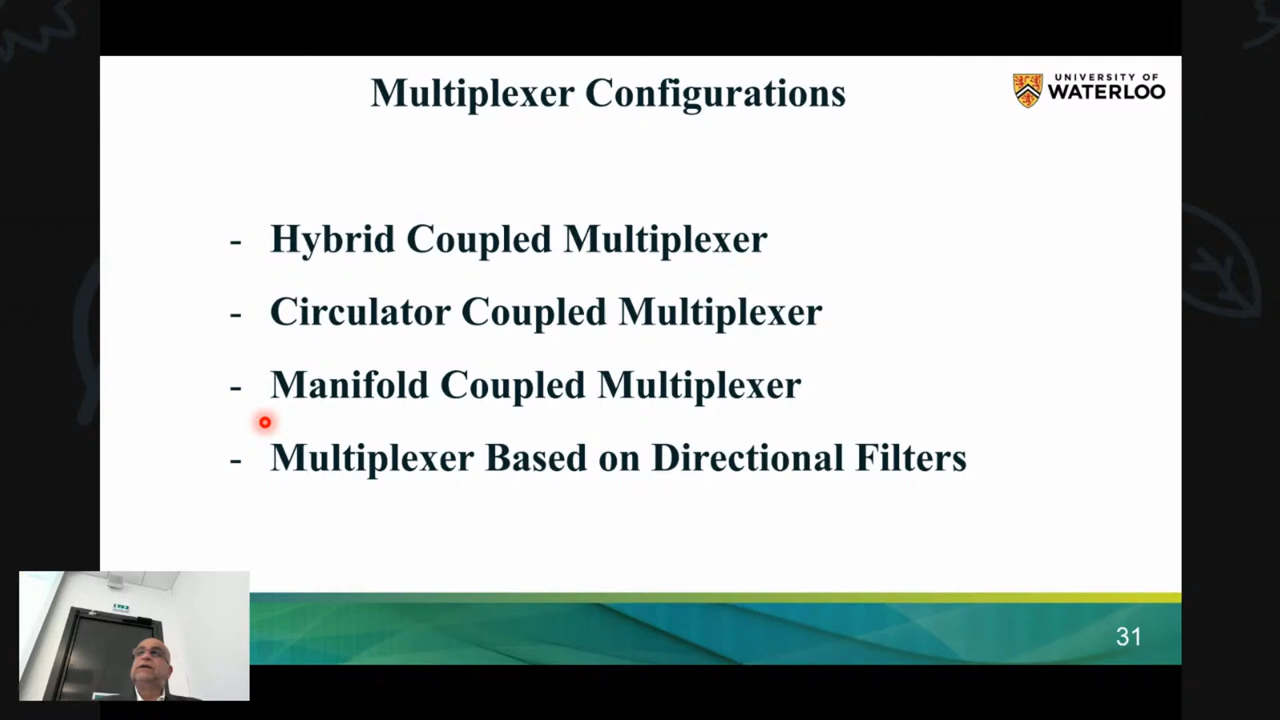 Multiplexer Configurations
UNIVERSITY OF
WATERLOO
- Hybrid Coupled Multiplexer
- Circulator Coupled Multiplexer
- Manifold Coupled Multiplexer
- Multiplexer Based on Directional Filters
31